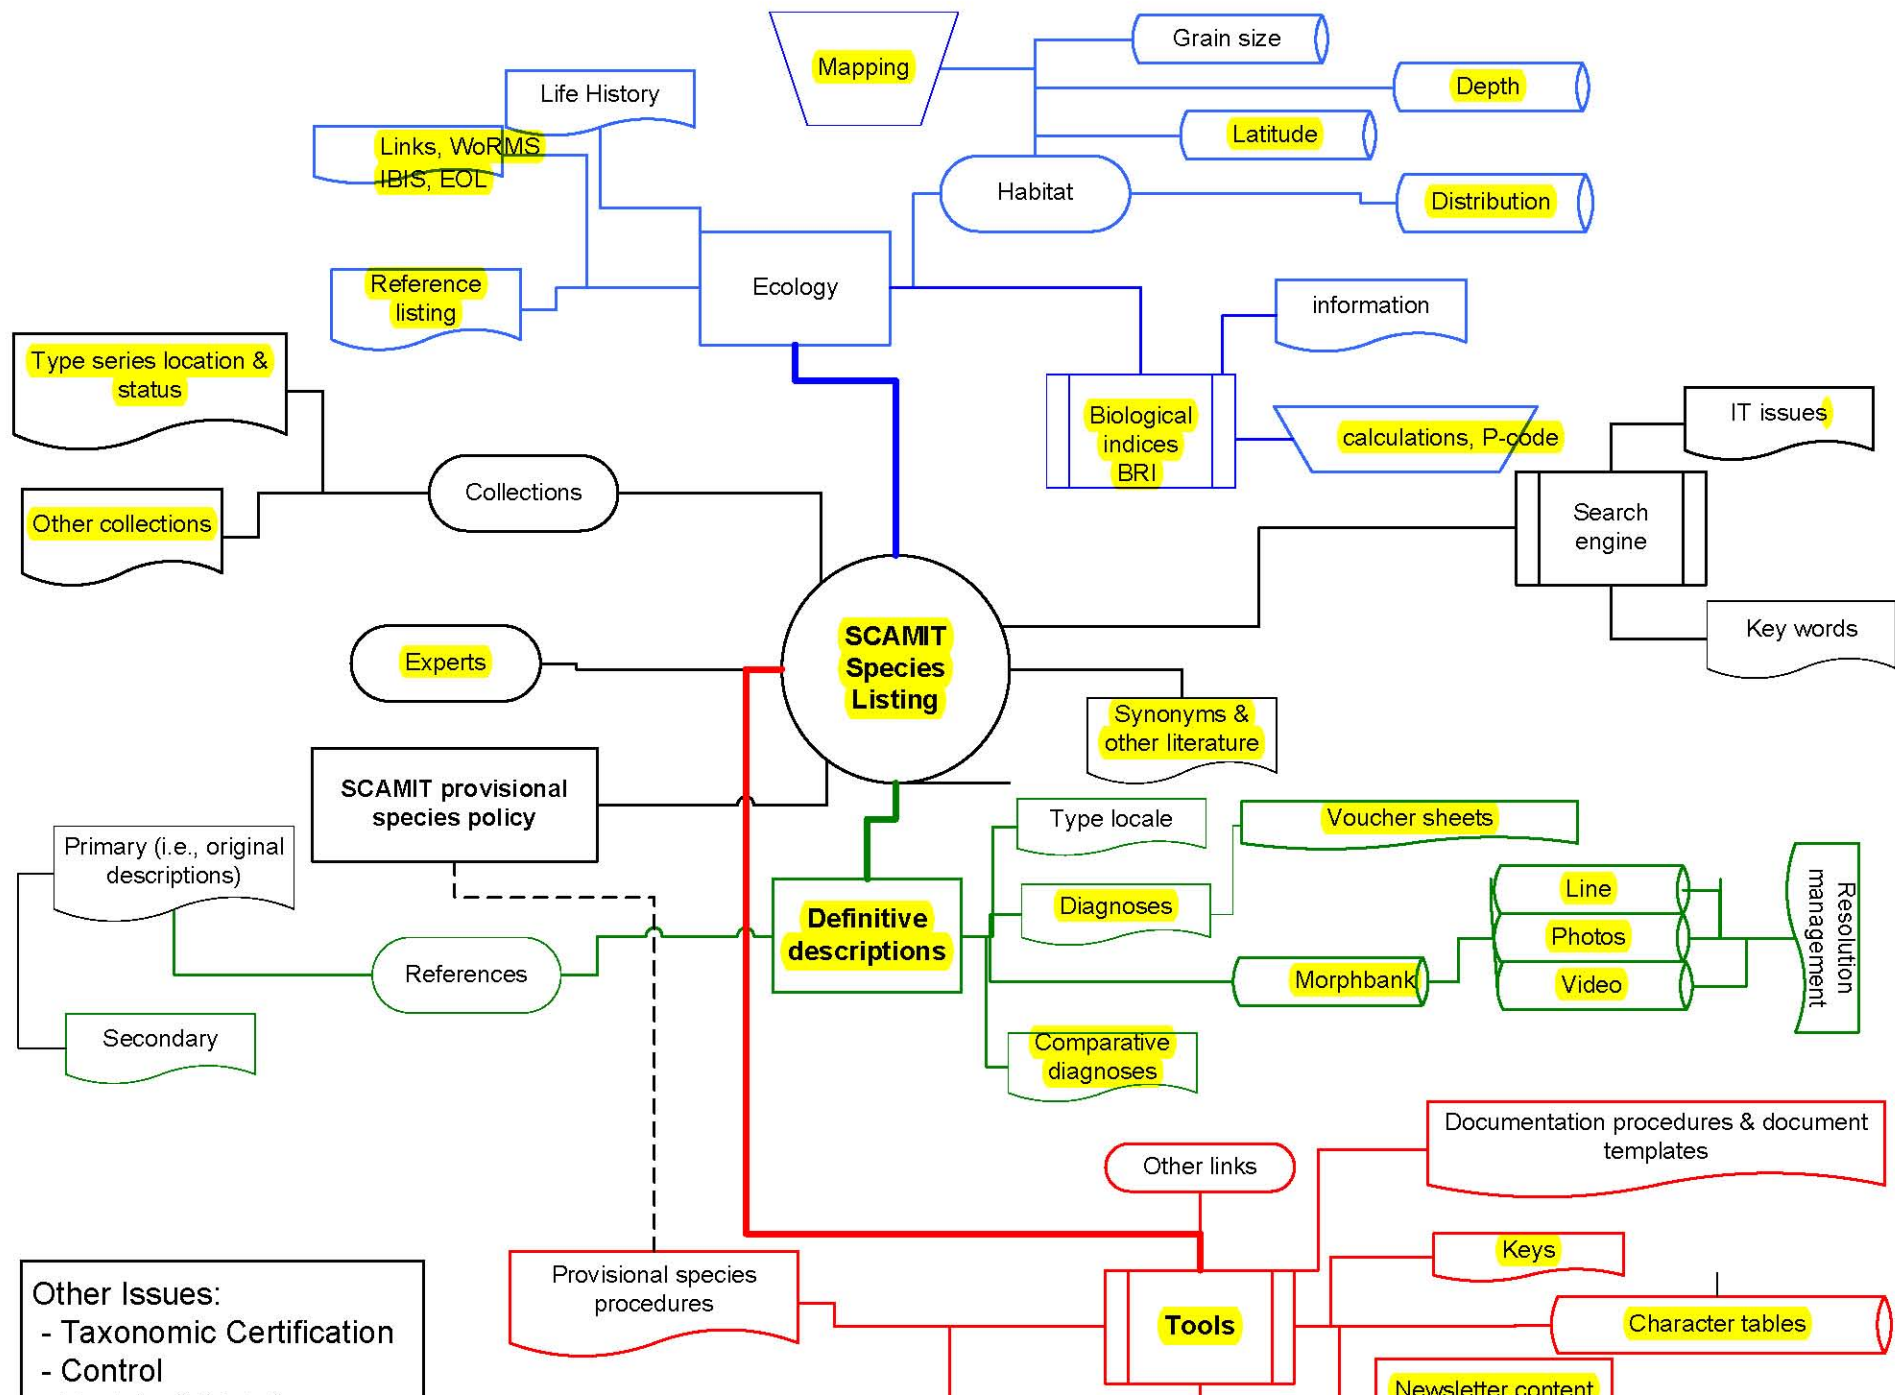 Mapping
Grain size
Depth
Latitude
Habitat
Distribution
Life History
Links, WoRMS
IBIS, EOL
Reference
listing
Ecology
information
Biological
indices
BRI
calculations, P-code
IT issues
Search
engine
Key words
Type series location &
status
Other collections
Collections
Experts
SCAMIT
Species
Listing
Synonyms &
other literature
SCAMIT provisional
species policy
Primary (i.e., original
descriptions)
References
Secondary
Definitive
descriptions
Type locale
Voucher sheets
Diagnoses
Morphbank
Line
Photos
Video
Resolution
management
Comparative
diagnoses
Documentation procedures & document
templates
Other links
Keys
Provisional species
procedures
Tools
Character tables
Newsletter content
Other Issues:
- Taxonomic Certification
- Control